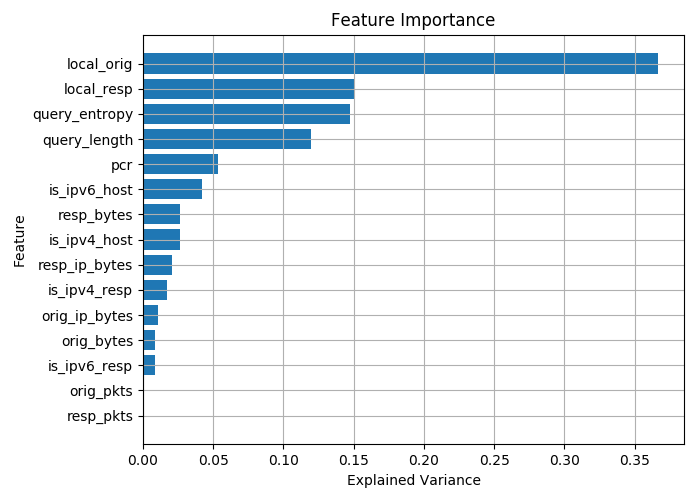 Feature Importance
local_orig
local_resp
query_entropy
query_length
pcr
is_ipv6_host
resp_bytes
is_ipv4_host
resp_ip_bytes
is_ipv4_resp
orig_ip_bytes
orig_bytes
is_ipv6_resp
orig_pkts
resp_pkts
Feature
0.00 0.05 0.10 0.15 0.20 0.25 0.30 0.35
Explained Variance